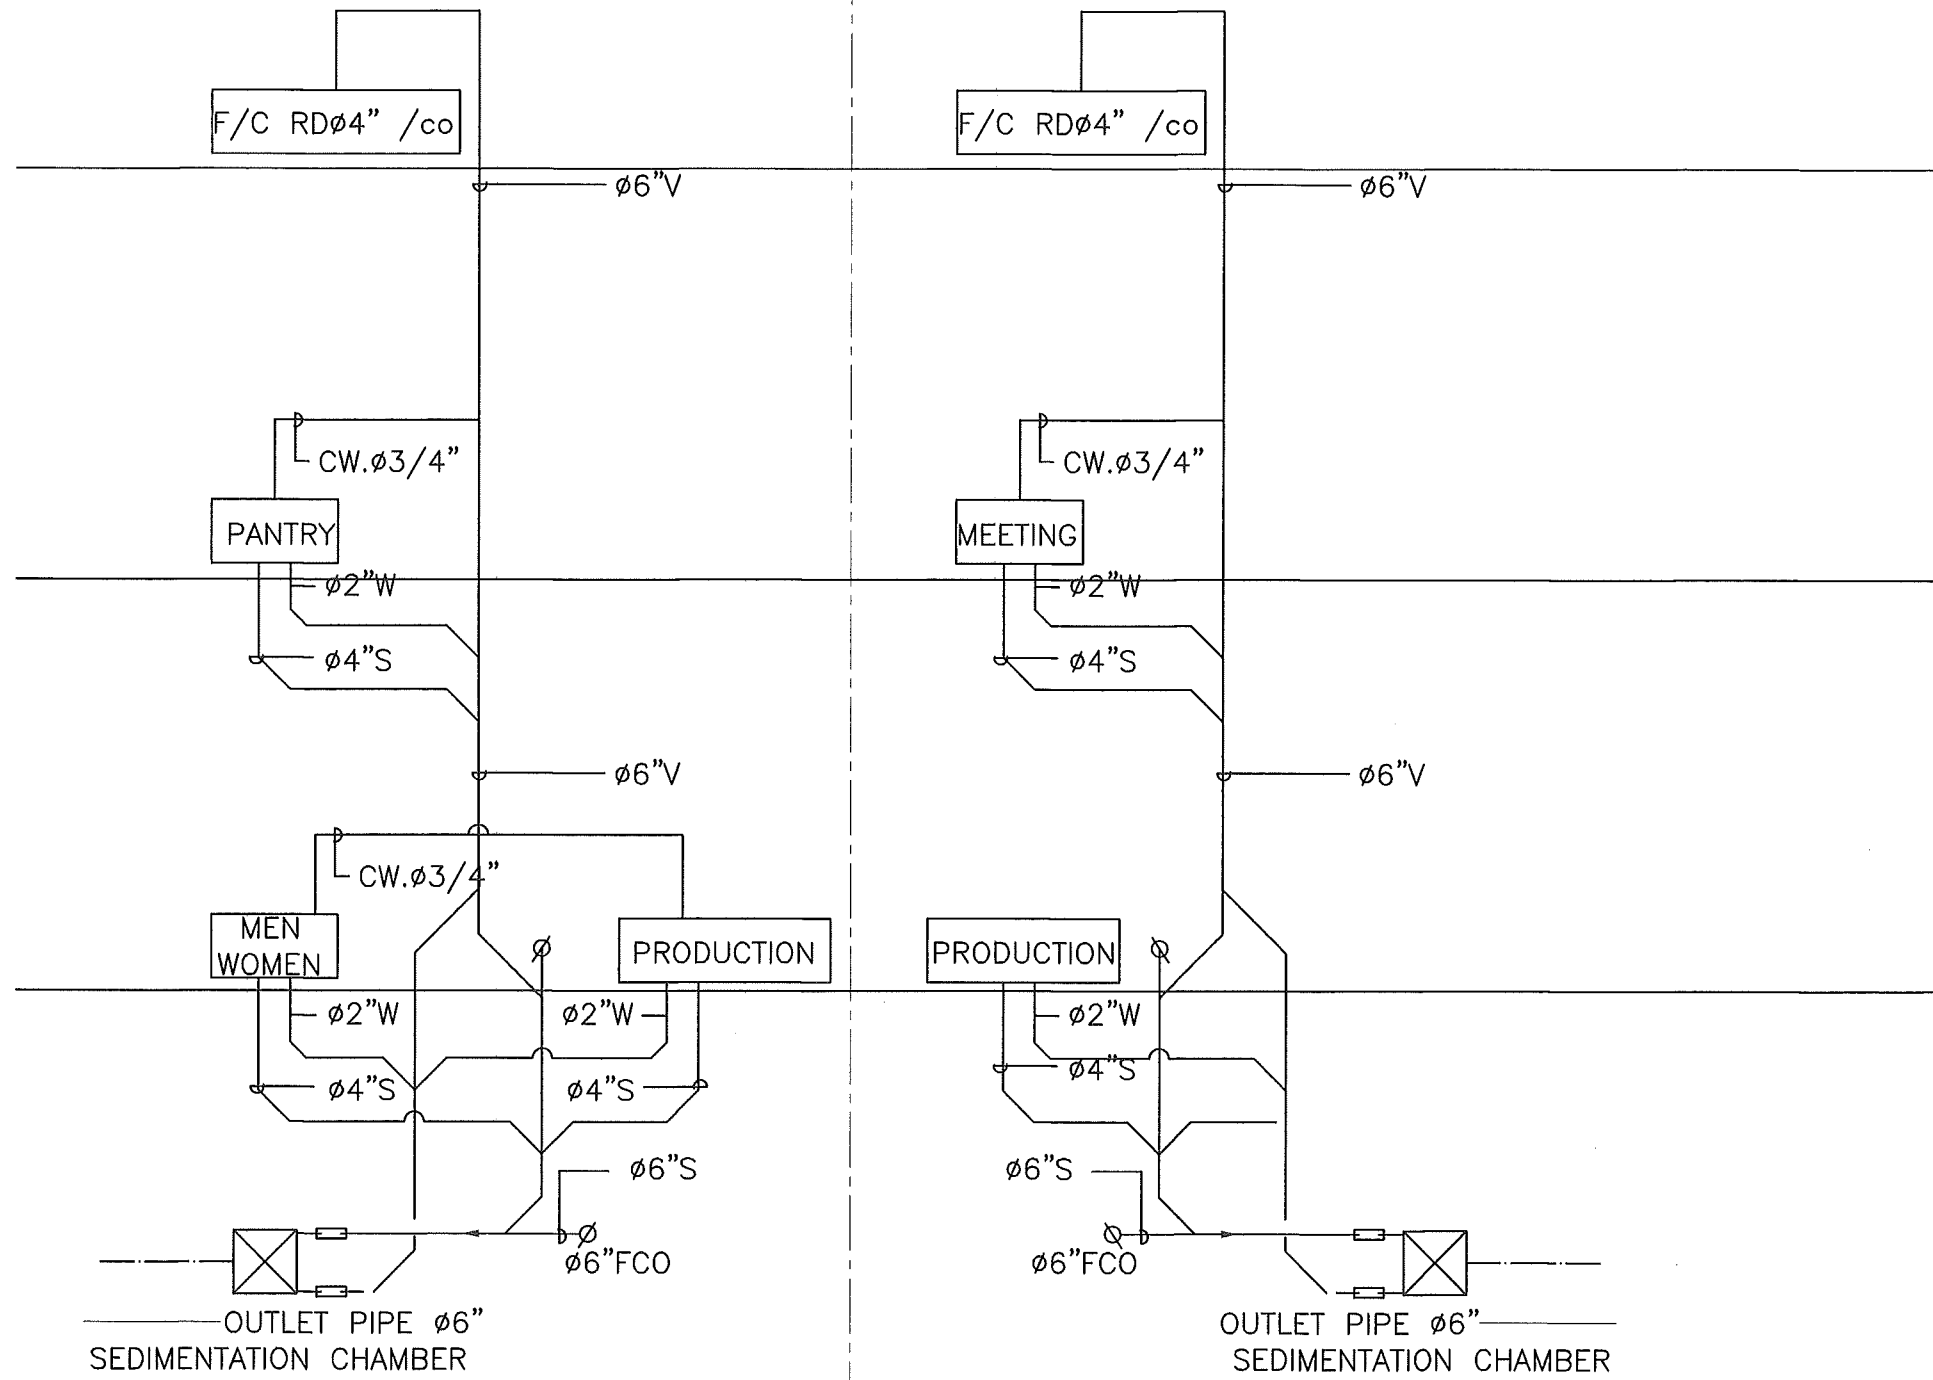 F/C RDø4” /co
F/C RDø4” /co
ø6”V
ø6”V
CW.ø3/4”
CW.ø3/4”
PANTRY
MEETING
ø2”W
ø2”W
ø4”S
ø4”S
ø6”V
ø6”V
CW.ø3/4”
MEN
WOMEN
PRODUCTION
PRODUCTION
ø2”W
ø2”W
ø2”W
ø4”S
ø4”S
ø4”S
ø6”S
ø6”S
ø6”FCO
ø6”FCO
OUTLET PIPE ø6”
SEDIMENTATION CHAMBER
OUTLET PIPE ø6”
SEDIMENTATION CHAMBER